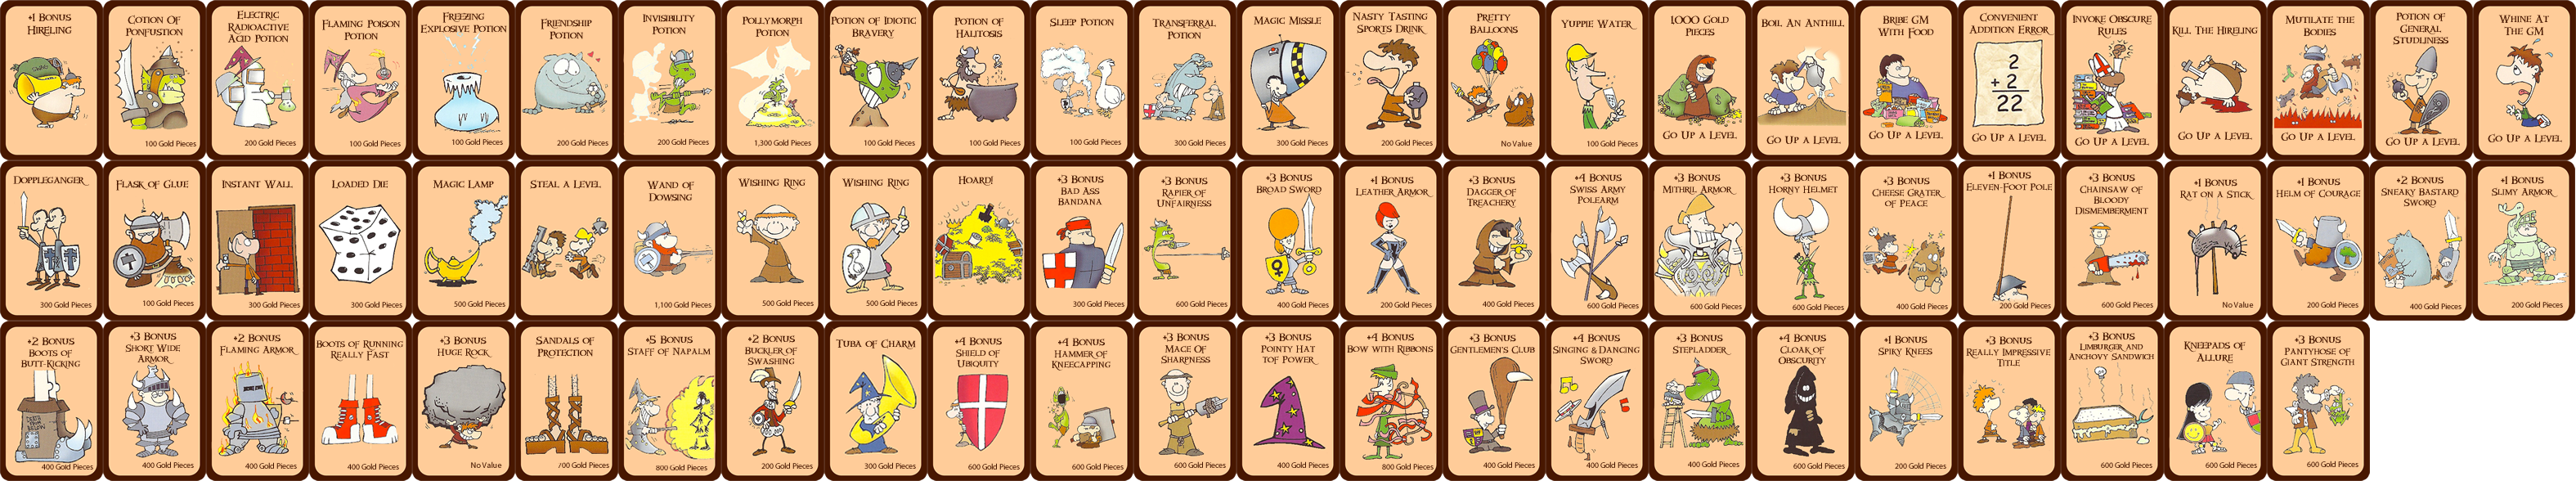 +1 Bonus
Hireling
Cotion Of
Ponfustion
100 Gold Pieces
Electric
Radioactive
Acid Potion
200 Gold Pieces
Flaming Poison
Potion
100 Gold Pieces
Freezing
Explosive Potion
100 Gold Pieces
Friendship
Potion
200 Gold Pieces
Invisibility
Potion
200 Gold Pieces
Pollymorph
Potion
1,300 Gold Pieces
Potion of Idiotic
Bravery
100 Gold Pieces
Potion of
Halitosis
100 Gold Pieces
Sleep Potion
100 Gold Pieces
Transferral
Potion
300 Gold Pieces
Magic Missle
300 Gold Pieces
Nasty Tasting
Sports Drink
200 Gold Pieces
Pretty
Balloons
No Value
Yuppie Water
100 Gold Pieces
1,000 Gold
Pieces
Go Up a Level
Boil An Anthill
Go Up a Level
Bribe GM
With Food
Go Up a Level
Convenient
Addition Error
2
+ 2
22
Go Up a Level
Invoke Obscure
Rules
Go Up a Level
Kill The Hireling
Go Up a Level
Mutilate the
Bodies
Go Up a Level
Potion of
General
Studliness
Go Up a Level
Whine At
The GM
Go Up a Level
Doppleganger
300 Gold Pieces
Flask of Glue
100 Gold Pieces
Instant Wall
300 Gold Pieces
Loaded Die
300 Gold Pieces
Magic Lamp
500 Gold Pieces
Steal a Level
Wand of
Dowsing
1,100 Gold Pieces
Wishing Ring
500 Gold Pieces
Wishing Ring
500 Gold Pieces
Hoard!
+3 Bonus
Bad Ass
Bandana
300 Gold Pieces
+3 Bonus
Rapier of
Unfairness
600 Gold Pieces
+3 Bonus
Broad Sword
400 Gold Pieces
+1 Bonus
Leather Armor
200 Gold Pieces
+3 Bonus
Dagger of
Treachery
400 Gold Pieces
+4 Bonus
Swiss Army
Polearm
600 Gold Pieces
+3 Bonus
Mithril Armor
600 Gold Pieces
+3 Bonus
Horny Helmet
600 Gold Pieces
+3 Bonus
Cheese Grater
of Peace
400 Gold Pieces
+1 Bonus
Eleven-Foot Pole
200 Gold Pieces
+3 Bonus
Chainsaw of
Bloody
Dismemberment
600 Gold Pieces
+1 Bonus
Rat on a Stick
No Value
+1 Bonus
Helm of Courage
200 Gold Pieces
+2 Bonus
Sneaky Bastard
Sword
400 Gold Pieces
+1 Bonus
Slimy Armor
200 Gold Pieces
+2 Bonus
Boots of
Butt-Kicking
400 Gold Pieces
+3 Bonus
Short Wide
Armor
400 Gold Pieces
+2 Bonus
Flaming Armor
400 Gold Pieces
Boots of Running
Really Fast
400 Gold Pieces
+3 Bonus
Huge Rock
No Value
Sandals of
Protection
700 Gold Pieces
+5 Bonus
Staff of Napalm
800 Gold Pieces
+2 Bonus
Buckler of
Swashing
200 Gold Pieces
Tuba of Charm
300 Gold Pieces
+4 Bonus
Shield of
Ubiquity
600 Gold Pieces
+4 Bonus
Hammer of
Kneecapping
600 Gold Pieces
+3 Bonus
Mace Of
Sharpness
600 Gold Pieces
+3 Bonus
Pointy Hat
tof Power
400 Gold Pieces
+4 Bonus
Bow with Ribbons
800 Gold Pieces
+3 Bonus
Gentlemen's Club
400 Gold Pieces
+4 Bonus
Singing & Dancing
Sword
400 Gold Pieces
+3 Bonus
Stepladder
400 Gold Pieces
+4 Bonus
Cloak of
Obscurity
600 Gold Pieces
+1 Bonus
Spiky Knees
200 Gold Pieces
+3 Bonus
Really Impressive
Title
+3 Bonus
Limburger and
Anchovy Sandwich
600 Gold Pieces
Kneepads of
Allure
600 Gold Pieces
+3 Bonus
Pantyhose of
Giant Strength
600 Gold Pieces